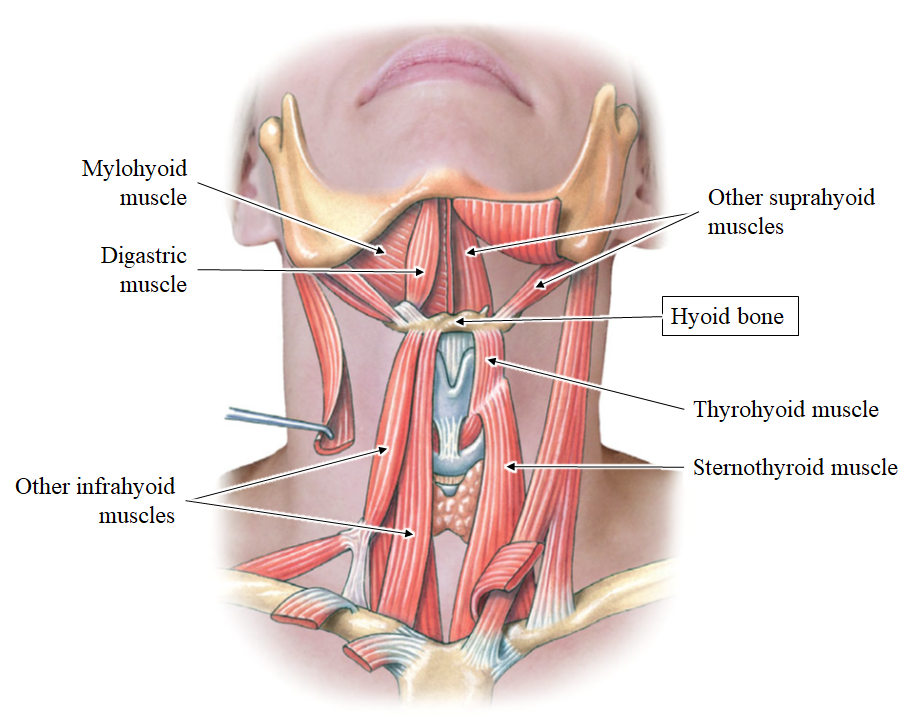 Mylohyoid
muscle
Digastric
muscle
Other suprahyoid
muscles
Hyoid bone
Thyrohyoid muscle
Sternothyroid muscle
Other infrahyoid
muscles